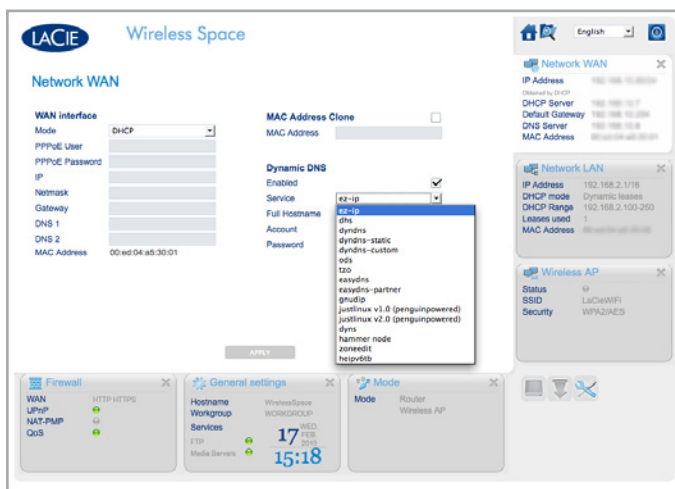 LACIE
Wireless Space
English
Network WAN
WAN interface
Mode DHCP
PPPoE User
PPPoE Password
IP
Netmask
Gateway
DNS 1
DNS 2
MAC Address 00:ed:04:a5:30:01
MAC Address Clone
MAC Address
Dynamic DNS
Enabled
Service ez-ip
Full Hostname
Account
Password
ez-ip
dhs
dyndns
dyndns-static
dyndns-custom
ods
tzo
easydns
easydns-partner
gnudip
justlinux v1.0 (penguinpowered)
justlinux v2.0 (penguinpowered)
dyns
hammer node
zoneedit
heipv6tb
APPLY
Network WAN
IP Address
Obtained by DHCP
DHCP Server
Default Gateway
DNS Server
MAC Address
Network LAN
IP Address 192.168.2.1/16
DHCP mode Dynamic leases
DHCP Range 192.168.2.100-250
Leases used 1
MAC Address
Wireless AP
Status
SSID LaCieWiFi
Security WPA2/AES
Firewall
WAN HTTP HTTPS
UPnP
NAT-PMP
QoS
General settings
Hostname WirelessSpace
Workgroup WORKGROUP
Services
FTP
Media Servers
17 WED. FEB. 2010
15:18
Mode
Mode Router
Wireless AP